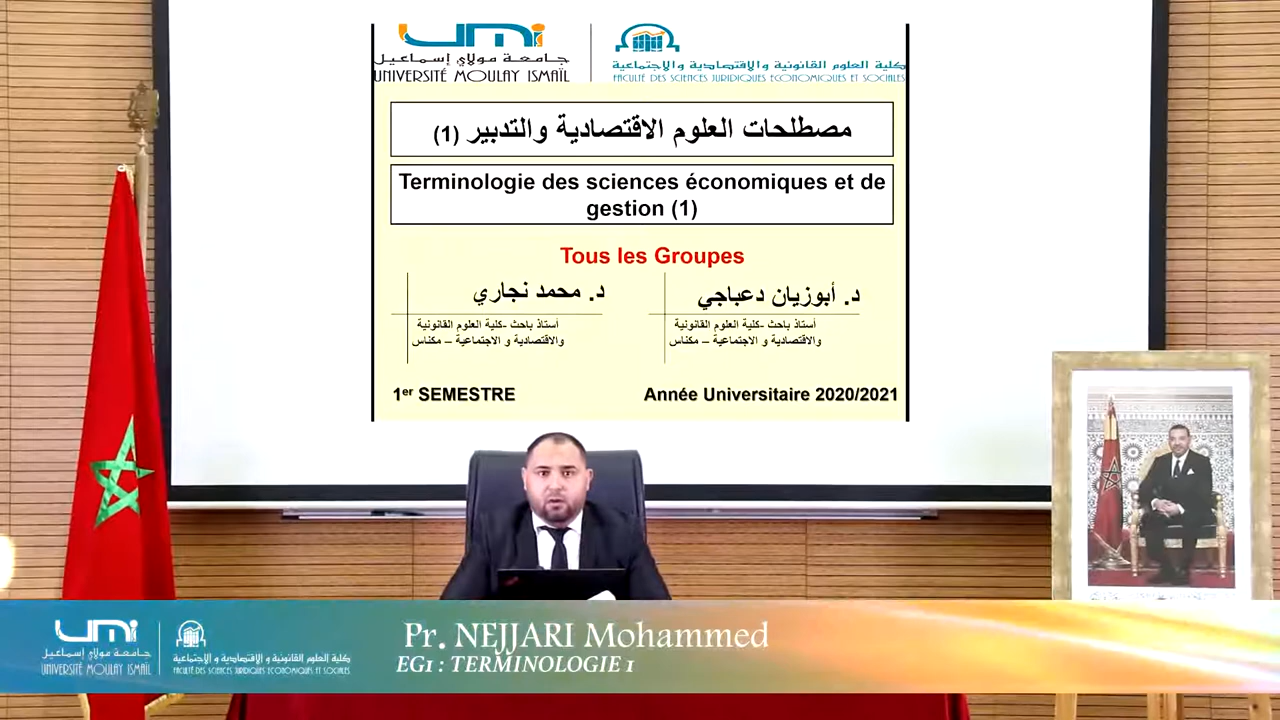 جامعة مولاي إسماعيل
UNIVERSITÉ MOULAY ISMAÏL
كلية العلوم القانونية والاقتصادية والاجتماعية
FACULTÉ DES SCIENCES JURIDIQUES ECONOMIQUES ET SOCIALES
مصطلحات العلوم الاقتصادية والتدبير (1)
Terminologie des sciences économiques et de
gestion (1)
Tous les Groupes
د. أبوزيان دعباجي
أستاذ باحث -كلية العلوم القانونية
والاقتصادية و الاجتماعية – مكناس
د. محمد نجاري
أستاذ باحث -كلية العلوم القانونية
والاقتصادية و الاجتماعية – مكناس
1er SEMESTRE
Année Universitaire 2020/2021
Pr. NEJJARI Mohammed
EG1 : TERMINOLOGIE 1
جامعة مولاي إسماعيل
UNIVERSITÉ MOULAY ISMAÏL
كلية العلوم القانونية و الاقتصادية و الاجتماعية
FACULTÉ DES SCIENCES JURIDIQUES ECONOMIQUES ET SOCIALES